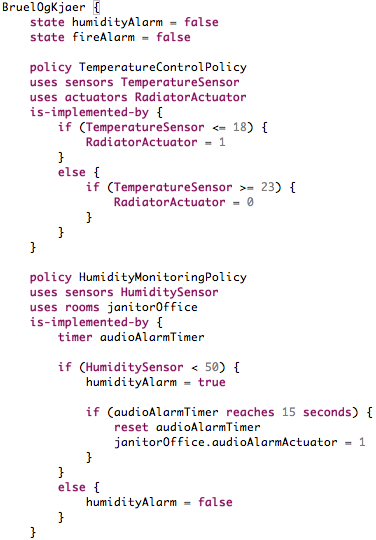 BruelOgKjaer {
    state humidityAlarm = false
    state fireAlarm = false

    policy TemperatureControlPolicy
    uses sensors TemperatureSensor
    uses actuators RadiatorActuator
    is-implemented-by {
        if (TemperatureSensor <= 18) {
            RadiatorActuator = 1
        }
        else {
            if (TemperatureSensor >= 23) {
                RadiatorActuator = 0
            }
        }
    }

    policy HumidityMonitoringPolicy
    uses sensors HumiditySensor
    uses rooms janitorOffice
    is-implemented-by {
        timer audioAlarmTimer

        if (HumiditySensor < 50) {
            humidityAlarm = true

            if (audioAlarmTimer reaches 15 seconds) {
                reset audioAlarmTimer
                janitorOffice.audioAlarmActuator = 1
            }
        }
        else {
            humidityAlarm = false
        }
    }